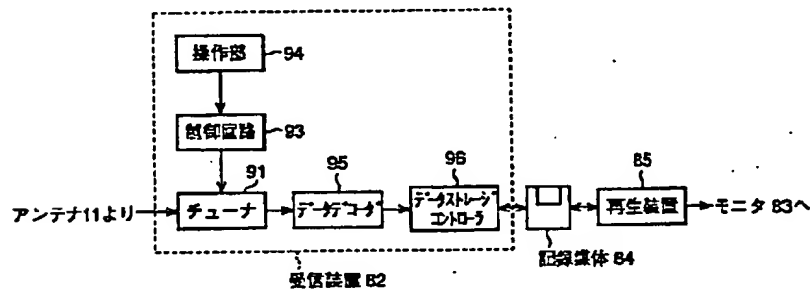 操作部
94
制御回路
93
91
95
96
85
アンテナ11より
チューナ
データデコーダ
データストレージ
コントローラ
再生装置
モニタ 83へ
記録媒体 84
受信装置 82